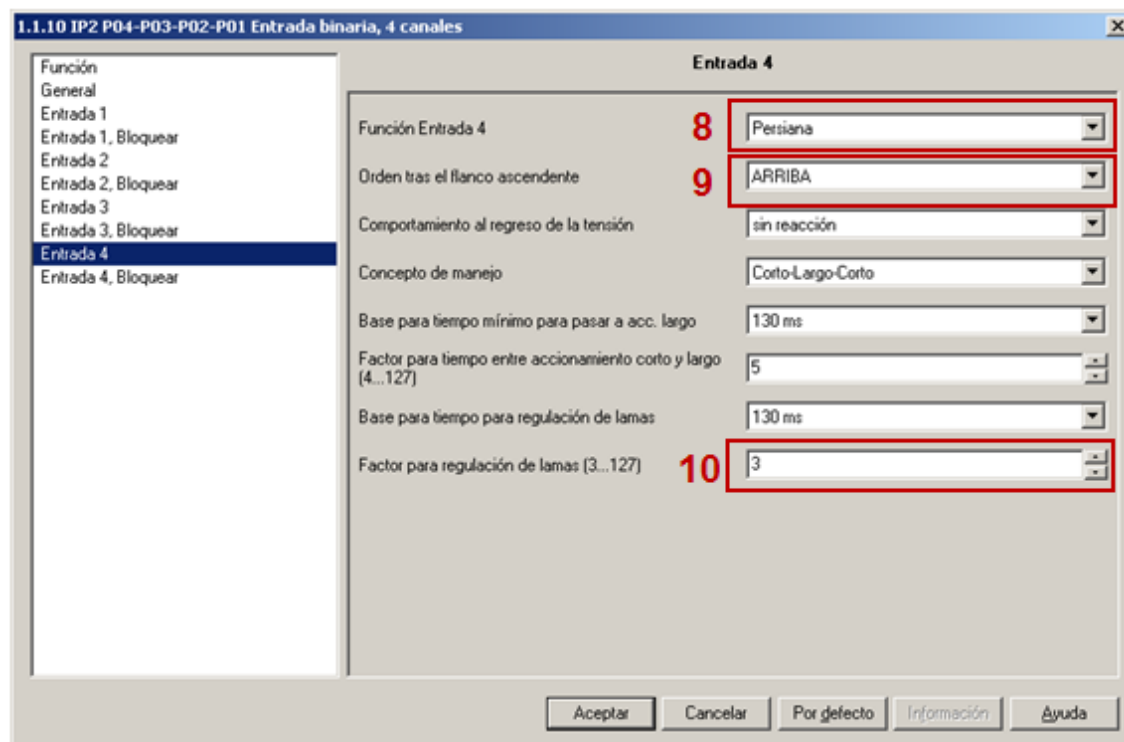 1.1.10 IP2 P04-P03-P02-P01 Entrada binaria, 4 canales
Función
General
Entrada 1
Entrada 1, Bloquear
Entrada 2
Entrada 2, Bloquear
Entrada 3
Entrada 3, Bloquear
Entrada 4
Entrada 4, Bloquear
Entrada 4
Función Entrada 4 8 Persiana
Orden tras el flanco ascendente 9 ARRIBA
Comportamiento al regreso de la tensión sin reacción
Concepto de manejo Corto-Largo-Corto
Base para tiempo mínimo para pasar a acc. largo 130 ms
Factor para tiempo entre accionamiento corto y largo
(4...127) 5
Base para tiempo para regulación de lamas 130 ms
Factor para regulación de lamas (3...127) 10 3
Aceptar Cancelar Por defecto Información Ayuda